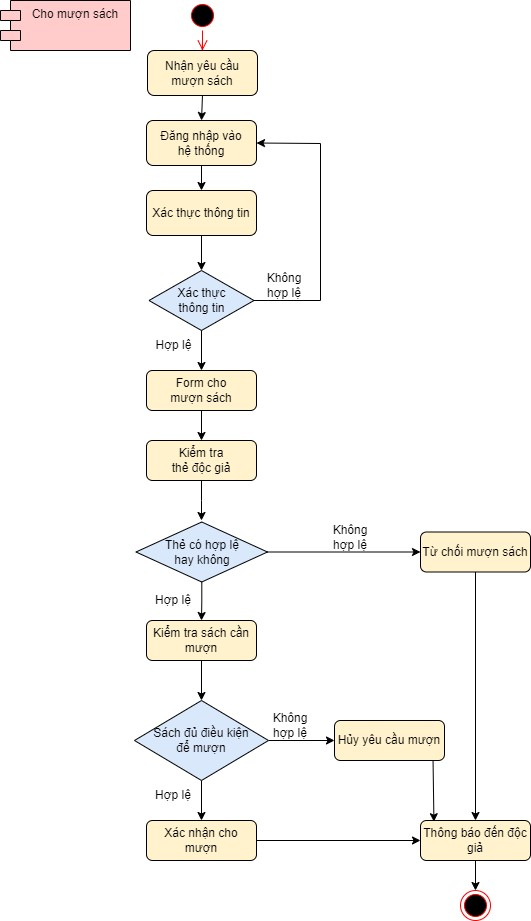 Cho mượn sách
Nhận yêu cầu
mượn sách
Đăng nhập vào
hệ thống
Xác thực thông tin
Không
hợp lệ
Xác thực
thông tin
Hợp lệ
Form cho
mượn sách
Kiểm tra
thẻ độc giả
Thẻ có hợp lệ
hay không
Không
hợp lệ
Từ chối mượn sách
Hợp lệ
Kiểm tra sách cần
mượn
Sách đủ điều kiện
để mượn
Không
hợp lệ
Hủy yêu cầu mượn
Hợp lệ
Xác nhận cho
mượn
Thông báo đến độc
giả